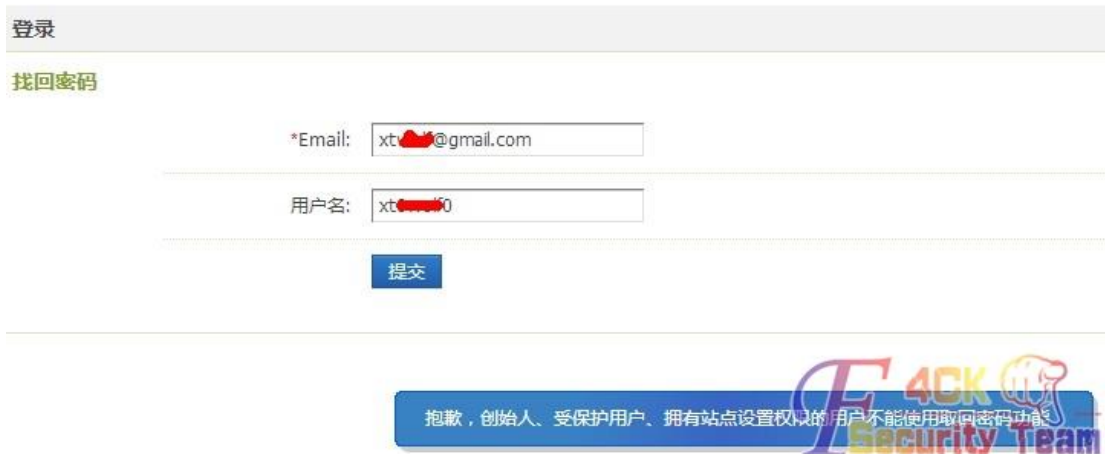 登录
找回密码
*Email: @gmail.com
用户名:
提交
抱歉，创始人、受保护用户、拥有站点设置权限的用户不能使用取回密码功能
F4CK
Security Team